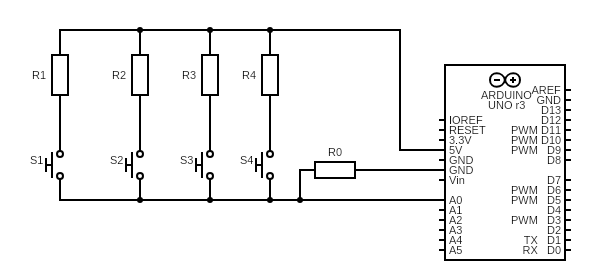 R1 R2 R3 R4
S1 S2 S3 S4 R0
ARDUINO
UNO r3
AREF
GND
D13
IOREF D12
RESET PWM D11
3.3V PWM D10
5V PWM D9
GND D8
GND
Vin D7
PWM D6
A0 PWM D5
A1 D4
A2 PWM D3
A3 D2
A4 TX D1
A5 RX D0